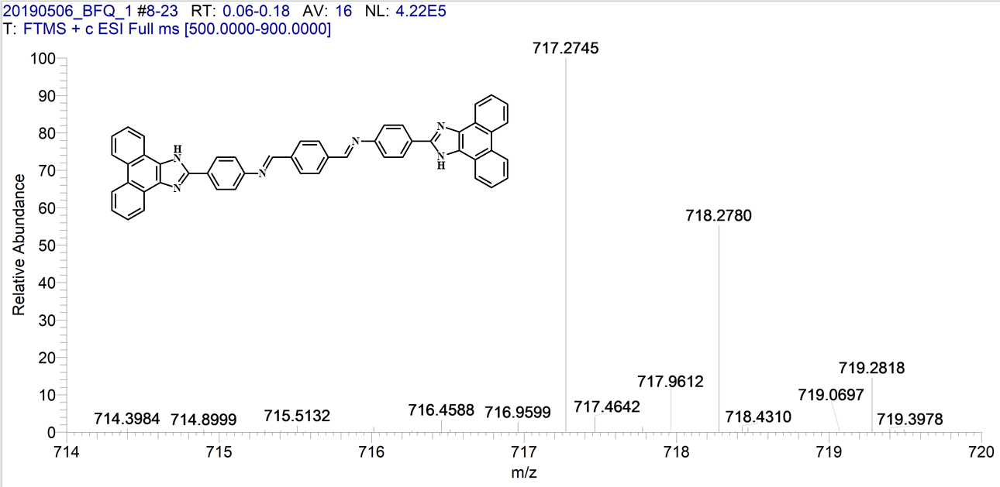 20190506_BFQ_1 #8-23 RT: 0.06-0.18 AV: 16 NL: 4.22E5
T: FTMS + c ESI Full ms [500.0000-900.0000]
717.2745
100
90
80
70
60
50
40
30
20
10
0
Relative Abundance
H
N
N
N
N
N
N
H
718.2780
719.2818
717.9612
719.0697
717.4642
716.4588
716.9599
715.5132
714.3984
714.8999
718.4310
719.3978
714
715
716
717
718
719
720
m/z